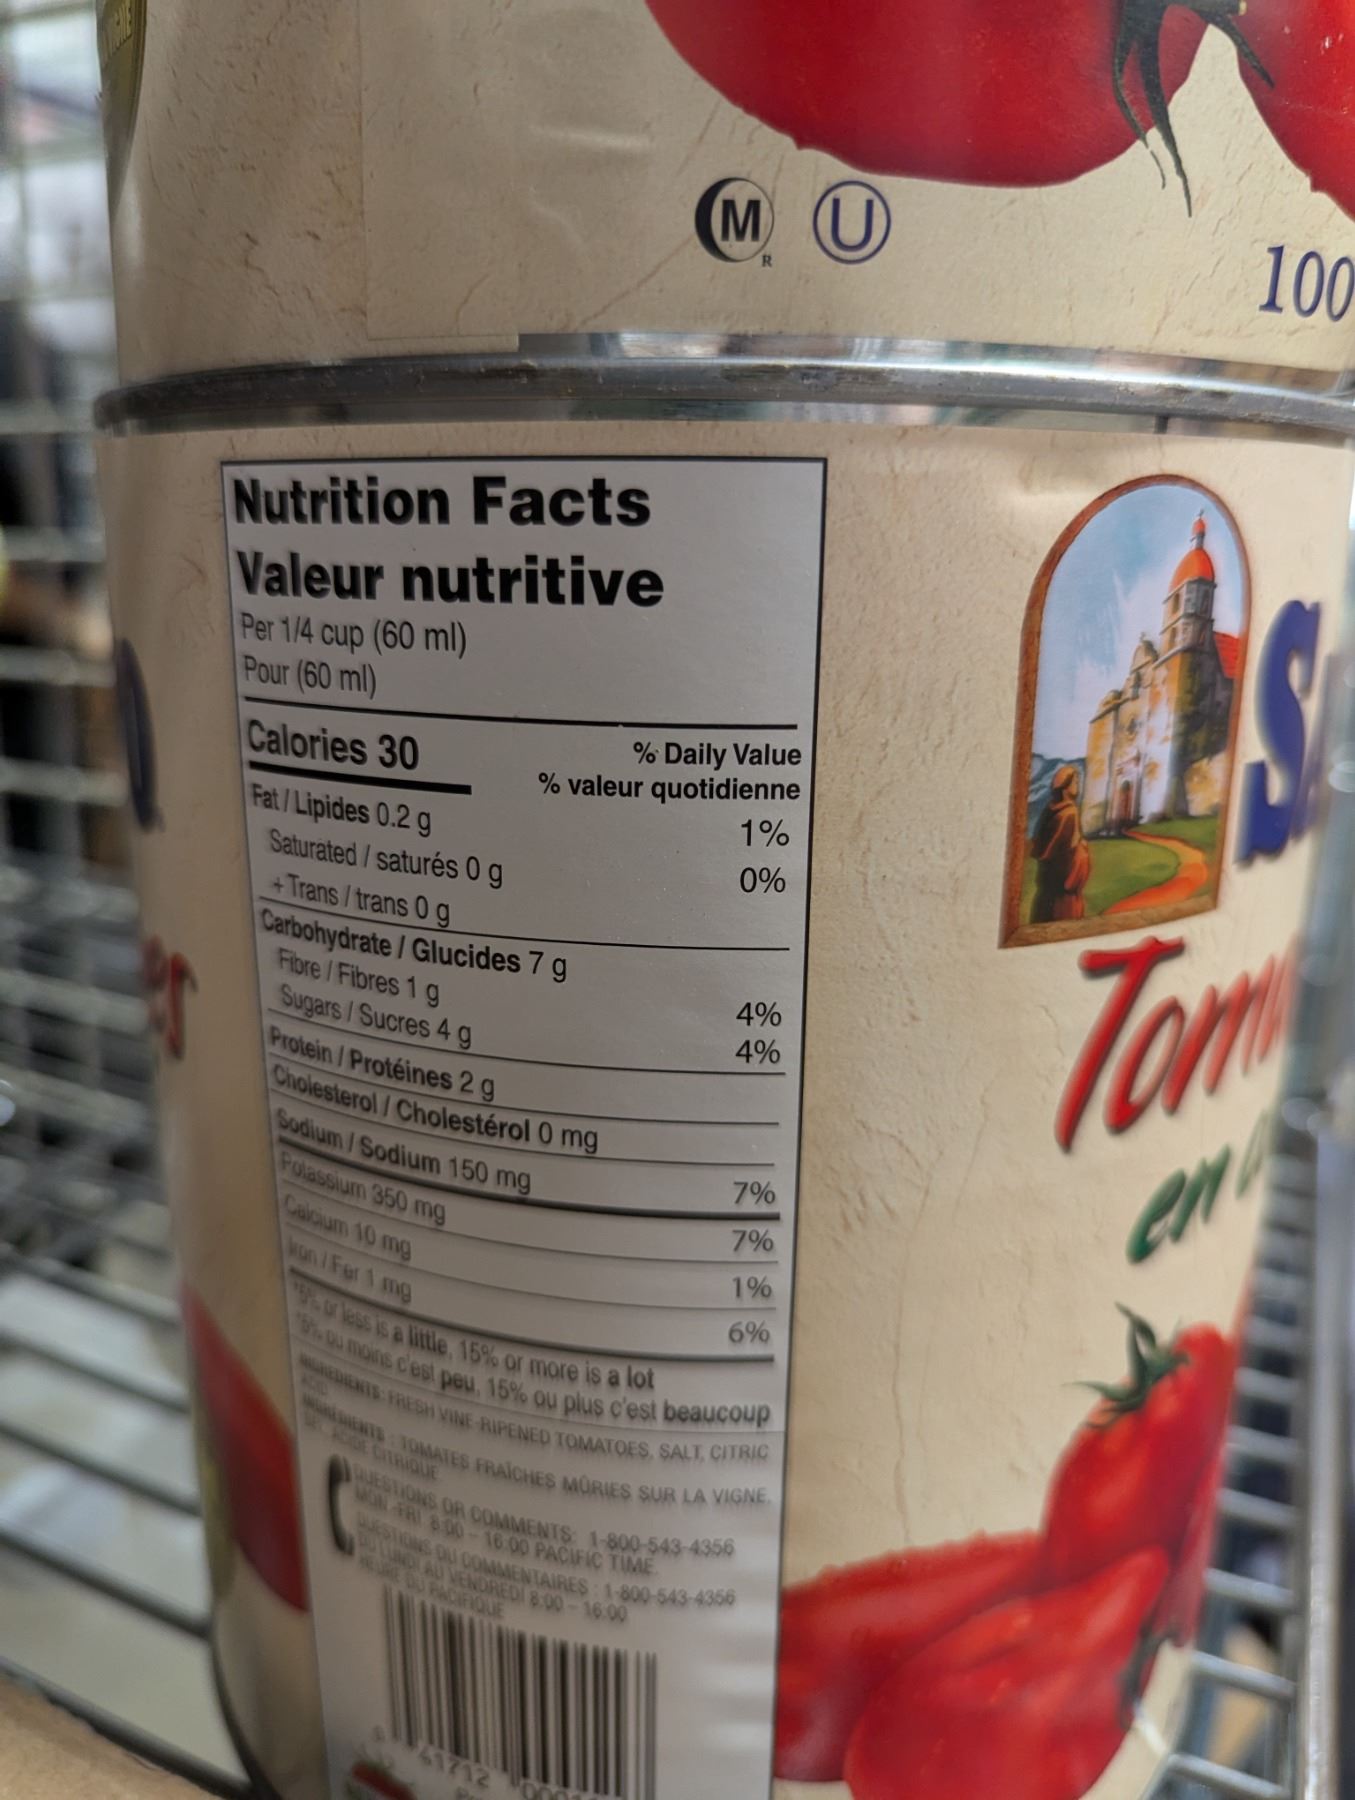 M U
R
100
Nutrition Facts
Valeur nutritive
Per 1/4 cup (60 ml)
Pour (60 ml)
Calories 30
% Daily Value
% valeur quotidienne
Fat / Lipides 0.2 g 1%
Saturated / saturés 0 g 0%
+ Trans / trans 0 g
Carbohydrate / Glucides 7 g
Fibre / Fibres 1 g 4%
Sugars / Sucres 4 g 4%
Protein / Protéines 2 g
Cholesterol / Cholestérol 0 mg
Sodium / Sodium 150 mg 7%
Potassium 350 mg 7%
Calcium 10 mg 1%
Iron / Fer 1 mg 6%
*5% or less is a little, 15% or more is a lot
*5% ou moins c'est peu, 15% ou plus c'est beaucoup
INGREDIENTS: FRESH VINE-RIPENED TOMATOES, SALT, CITRIC
ACID
INGRÉDIENTS : TOMATES FRAÎCHES MÛRIES SUR LA VIGNE,
SEL, ACIDE CITRIQUE
QUESTIONS OR COMMENTS: 1-800-543-4356
MON-FRI 8:00 - 16:00 PACIFIC TIME.
QUESTIONS OU COMMENTAIRES : 1-800-543-4356
DU LUNDI AU VENDREDI 8:00 - 16:00
HEURE DU PACIFIQUE
61712
Tom
en